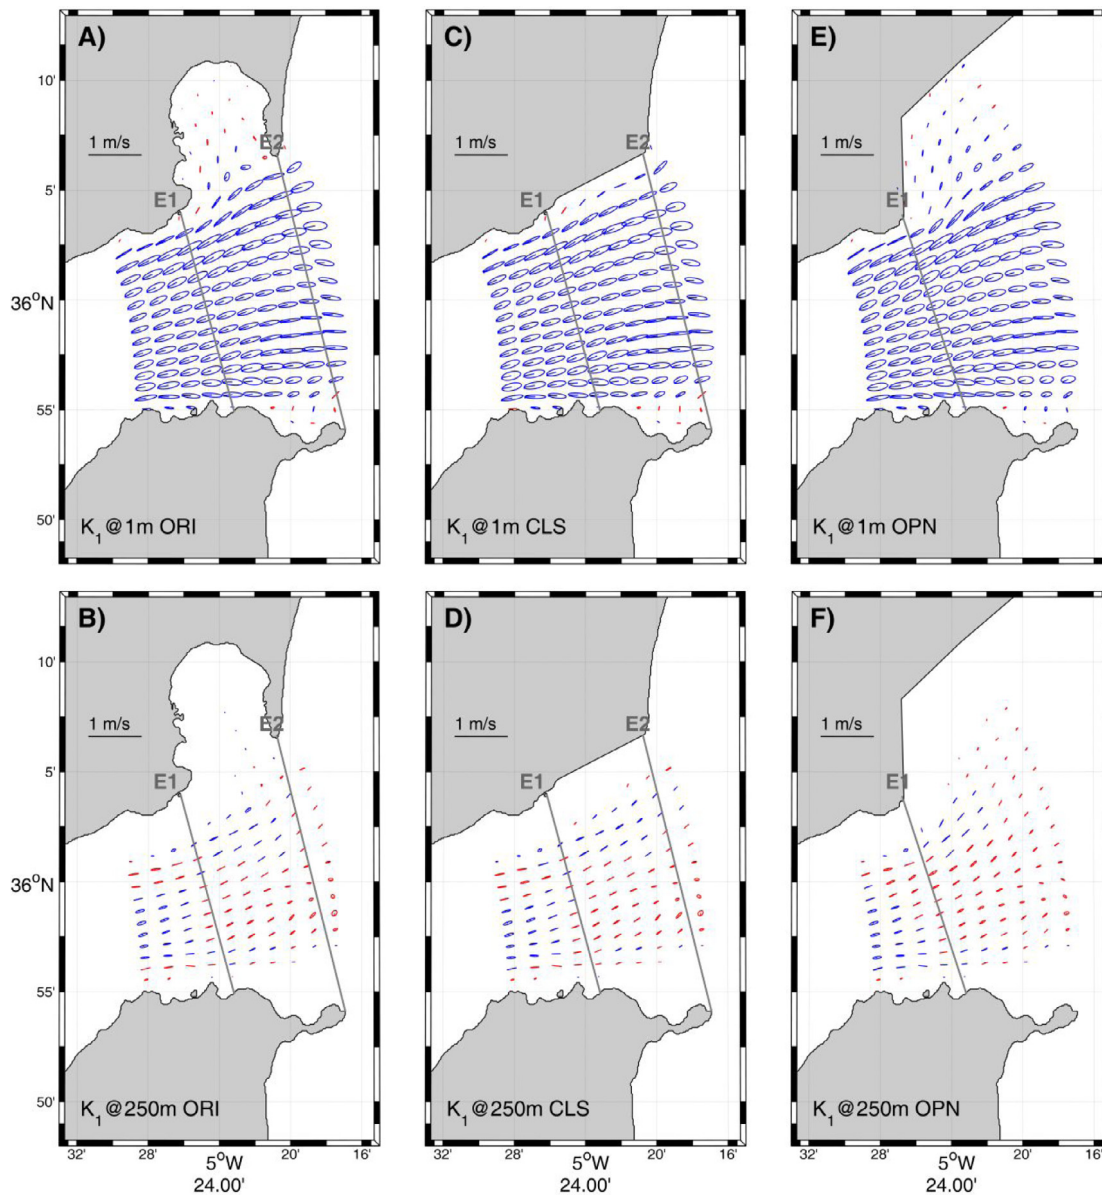 A)
C)
E)
10'
1 m/s
1 m/s
1 m/s
E2
E2
5'
E1
E1
E1
36°N
55'
50'
K₁@1m ORI
K₁@1m CLS
K₁@1m OPN
B)
D)
F)
10'
1 m/s
1 m/s
1 m/s
E2
E2
5'
E1
E1
E1
36°N
55'
50'
K₁@250m ORI
K₁@250m CLS
K₁@250m OPN
32' 28' 5°W 20' 16'
24.00'
32' 28' 5°W 20' 16'
24.00'
32' 28' 5°W 20'
24.00'